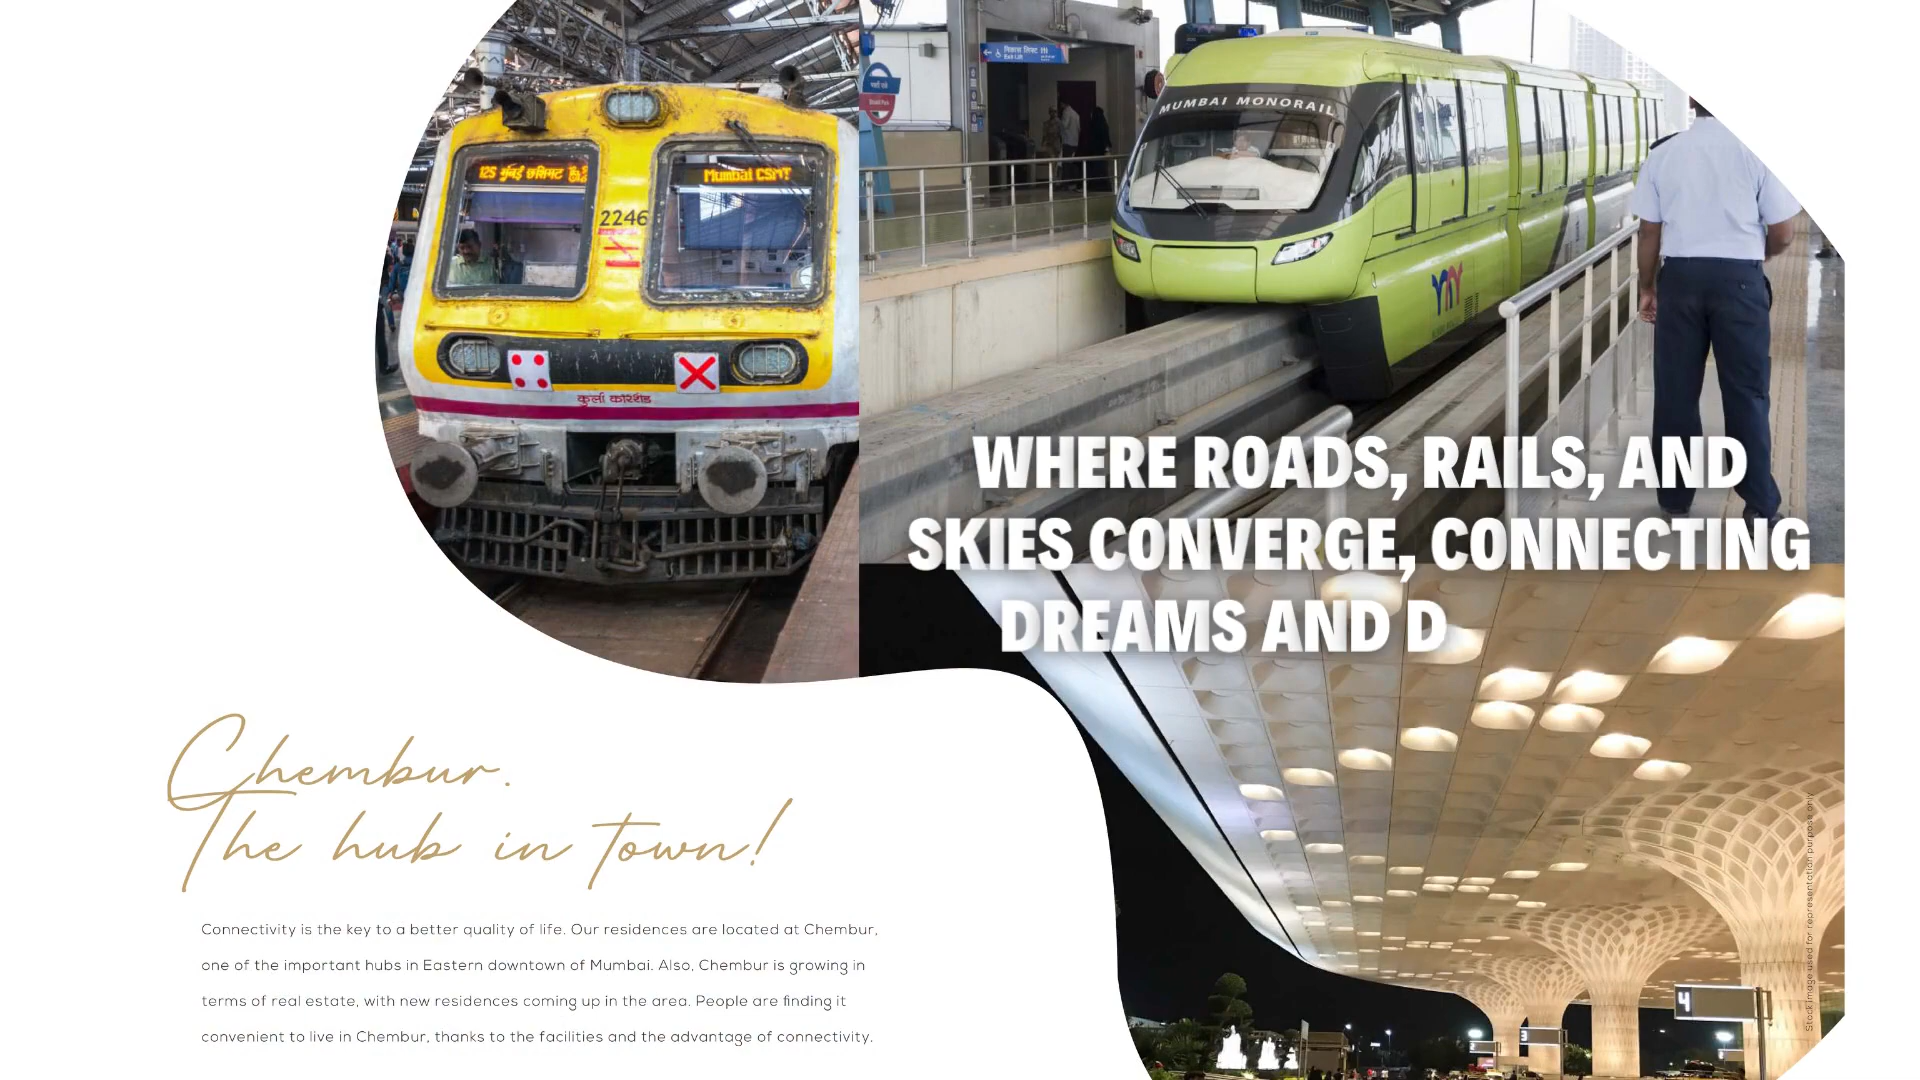 विकास लिफ्ट
Exit Lift
MUMBAI MONORAIL
Mumbai CSMT
2246
कुर्ला कारशेड
WHERE ROADS, RAILS, AND
SKIES CONVERGE, CONNECTING
DREAMS AND D
Chembur.
The hub in town!
Connectivity is the key to a better quality of life. Our residences are located at Chembur,
one of the important hubs in Eastern downtown of Mumbai. Also, Chembur is growing in
terms of real estate, with new residences coming up in the area. People are finding it
convenient to live in Chembur, thanks to the facilities and the advantage of connectivity.
4
3
2
Stock image used for representation purpose only